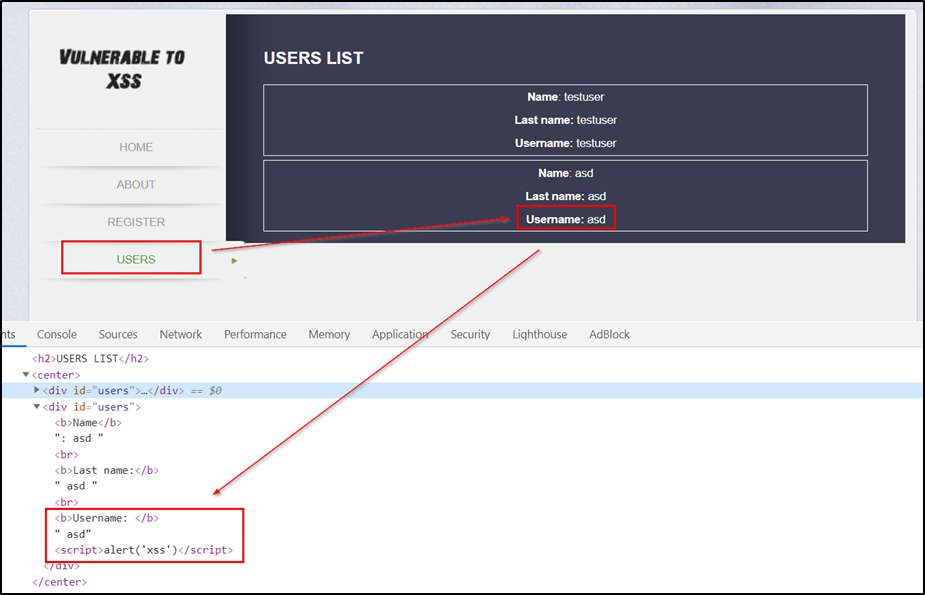 VULNERABLE TO
XSS
HOME
ABOUT
REGISTER
USERS
USERS LIST
Name: testuser
Last name: testuser
Username: testuser
Name: asd
Last name: asd
Username: asd
nts Console Sources Network Performance Memory Application Security Lighthouse AdBlock
<h2>USERS LIST</h2>
<center>
<div id="users">…</div> == $0
<div id="users">
<b>Name</b>
": asd "
<br>
<b>Last name:</b>
" asd "
<br>
<b>Username: </b>
" asd"
<script>alert('xss')</script>
</div>
</center>